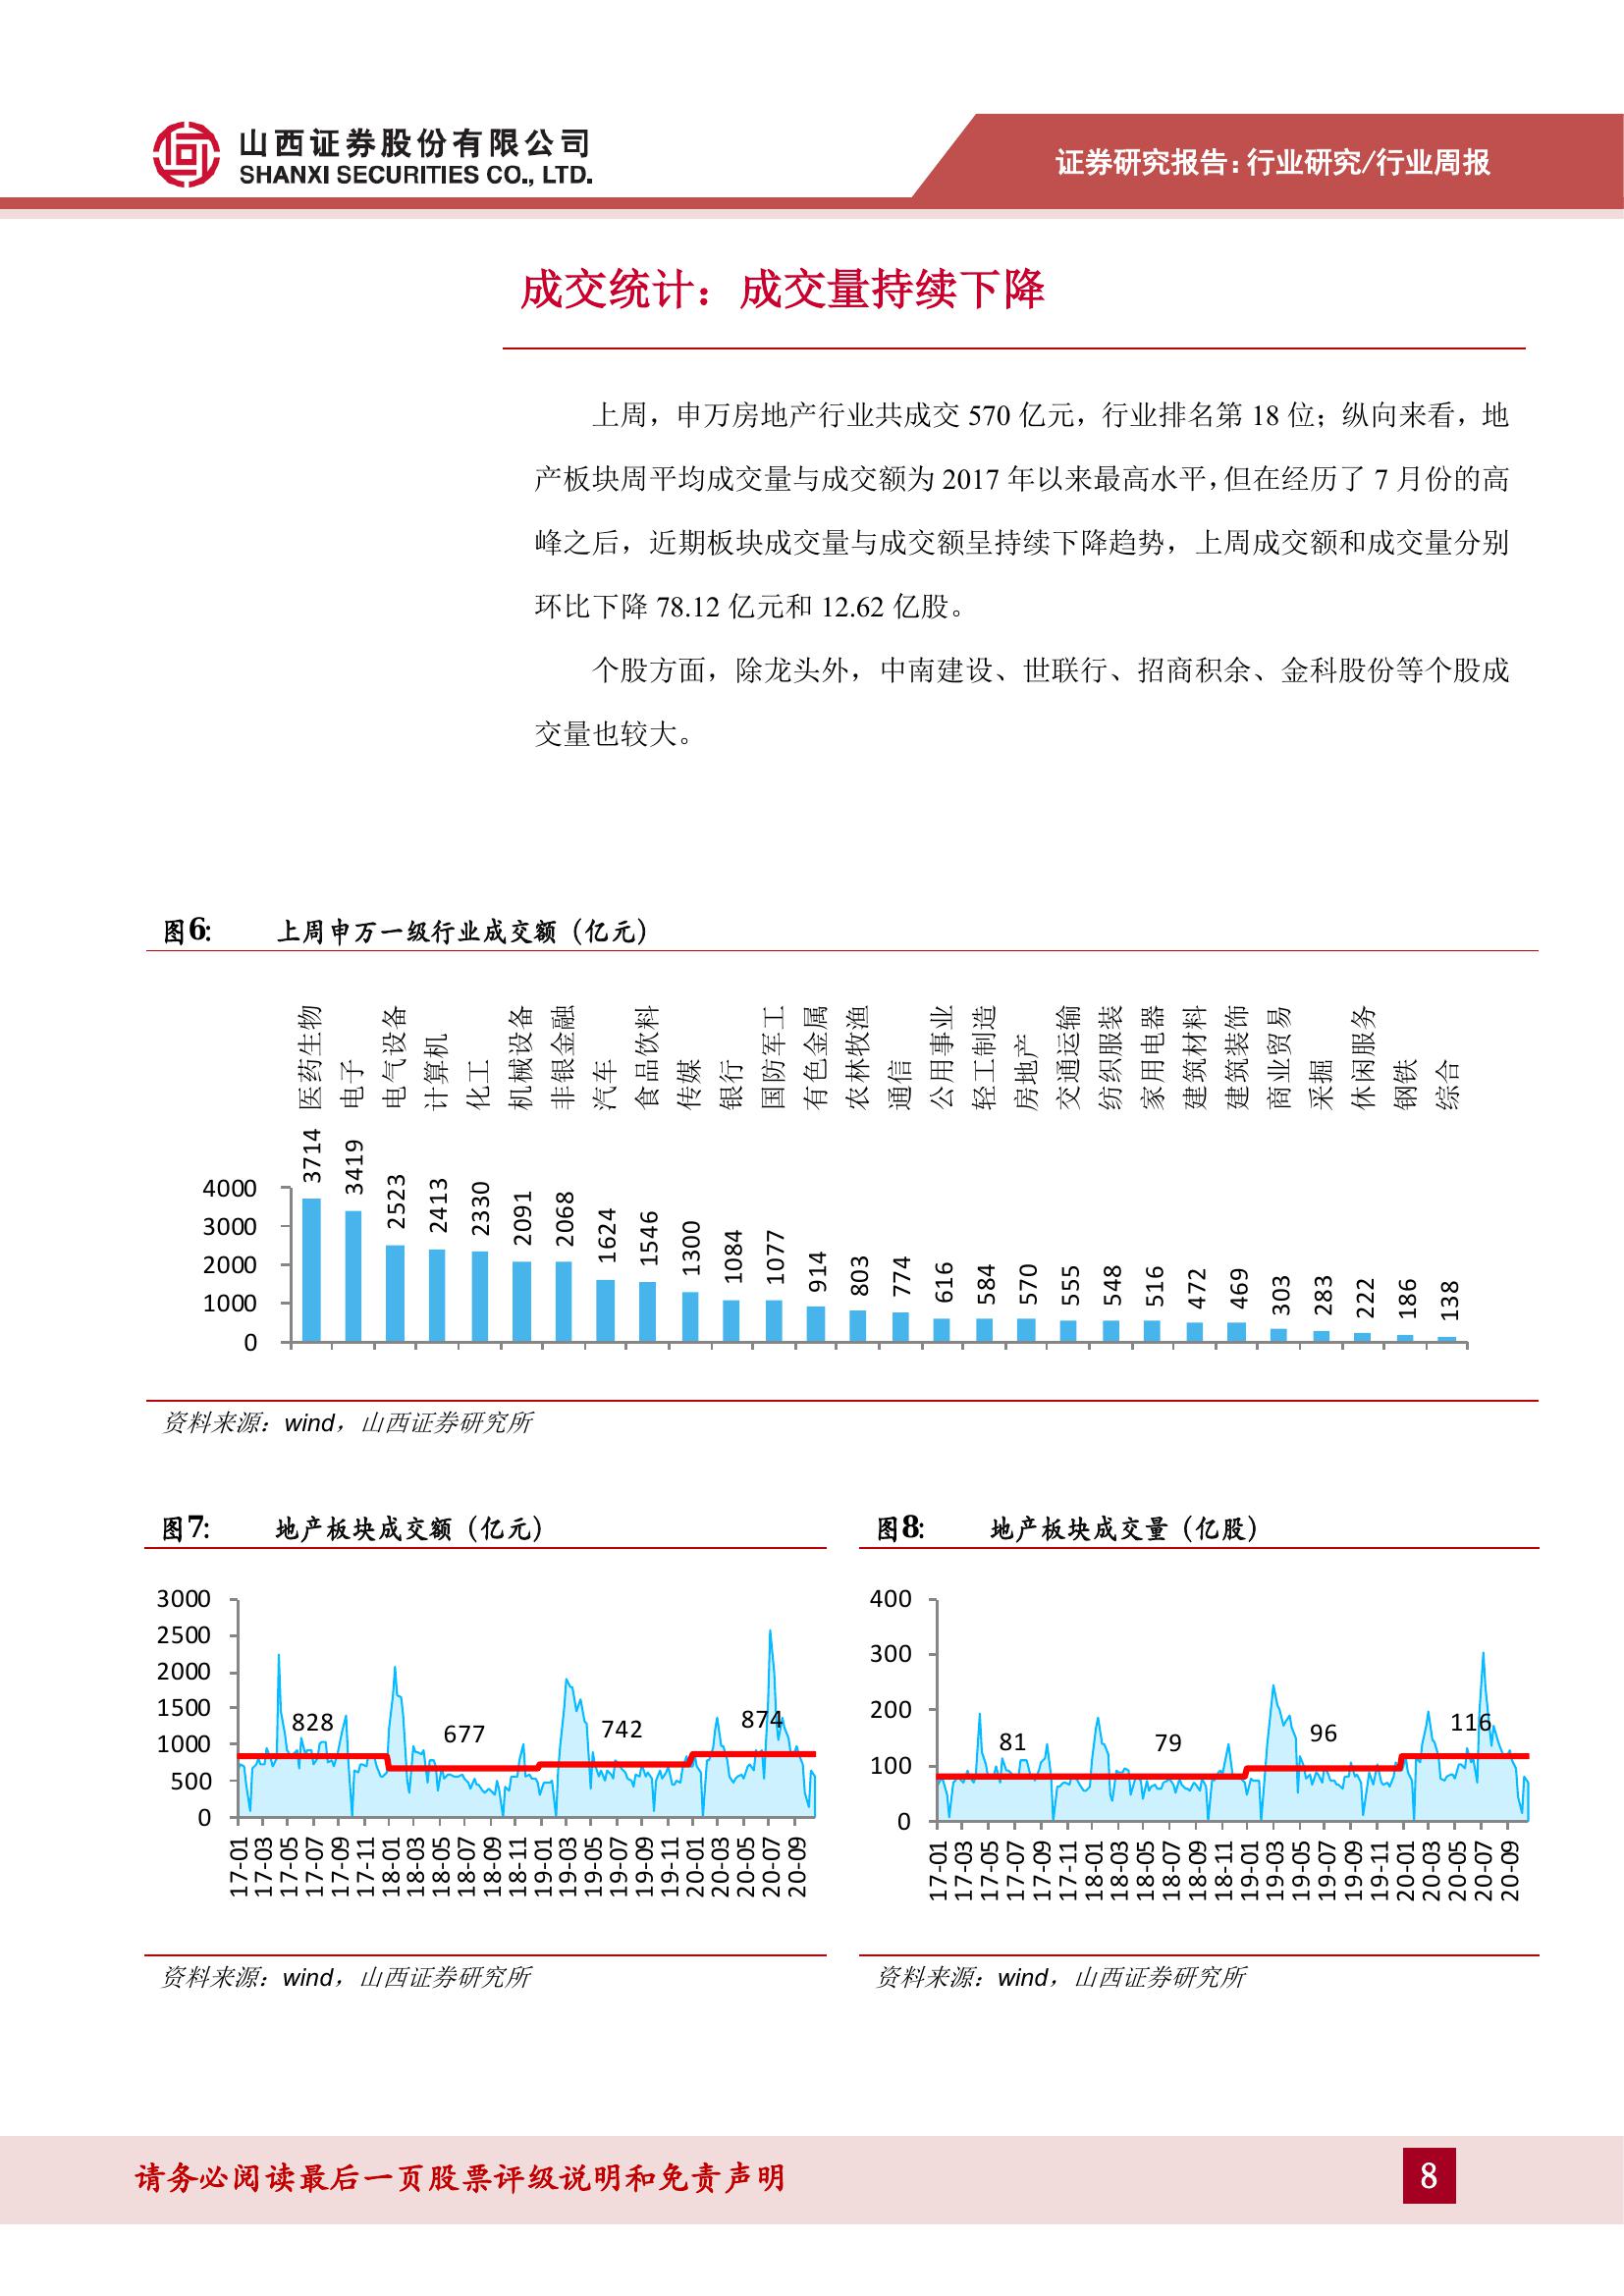 山西证券股份有限公司
SHANXI SECURITIES CO., LTD.
证券研究报告：行业研究/行业周报
成交统计：成交量持续下降
上周，申万房地产行业共成交 570 亿元，行业排名第 18 位；纵向来看，地
产板块周平均成交量与成交额为 2017 年以来最高水平，但在经历了 7 月份的高
峰之后，近期板块成交量与成交额呈持续下降趋势，上周成交额和成交量分别
环比下降 78.12 亿元和 12.62 亿股。
个股方面，除龙头外，中南建设、世联行、招商积余、金科股份等个股成
交量也较大。
图6: 上周申万一级行业成交额（亿元）
医药生物 电子 电气设备 计算机 化工 机械设备 非银金融 汽车 食品饮料 传媒 银行 国防军工 有色金属 农林牧渔 通信 公用事业 轻工制造 房地产 交通运输 纺织服装 家用电器 建筑材料 建筑装饰 商业贸易 采掘 休闲服务 钢铁 综合
3714 3419 2523 2413 2330 2091 2068 1624 1546 1300 1084 1077 914 803 774 616 584 570 555 548 516 472 469 303 283 222 186 138
4000
3000
2000
1000
0
资料来源：wind，山西证券研究所
图7: 地产板块成交额（亿元）
3000
2500
2000
1500
1000
500
0
828 677 742 874
17-01 17-03 17-05 17-07 17-09 17-11 18-01 18-03 18-05 18-07 18-09 18-11 19-01 19-03 19-05 19-07 19-09 19-11 20-01 20-03 20-05 20-07 20-09
资料来源：wind，山西证券研究所
图8: 地产板块成交量（亿股）
400
300
200
100
0
81 79 96 116
17-01 17-03 17-05 17-07 17-09 17-11 18-01 18-03 18-05 18-07 18-09 18-11 19-01 19-03 19-05 19-07 19-09 19-11 20-01 20-03 20-05 20-07 20-09
资料来源：wind，山西证券研究所
请务必阅读最后一页股票评级说明和免责声明
8